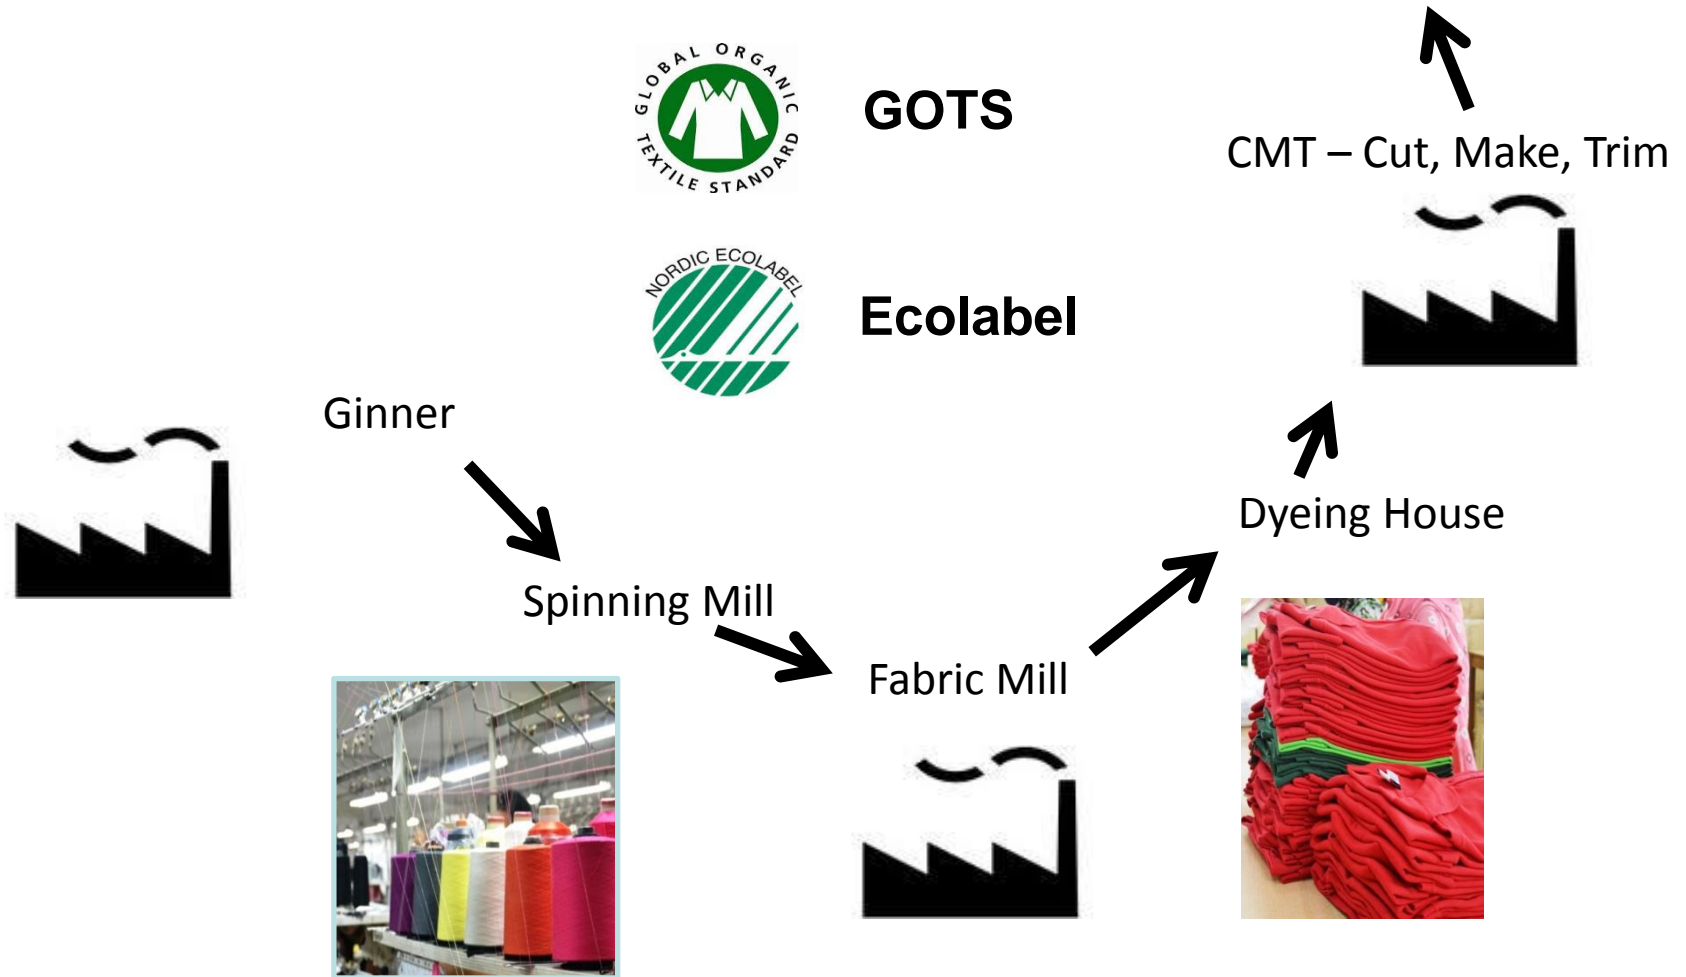 GLOBAL ORGANIC
TEXTILE STANDARD
GOTS
CMT – Cut, Make, Trim
NORDIC ECOLABEL
Ecolabel
Ginner
Dyeing House
Spinning Mill
Fabric Mill